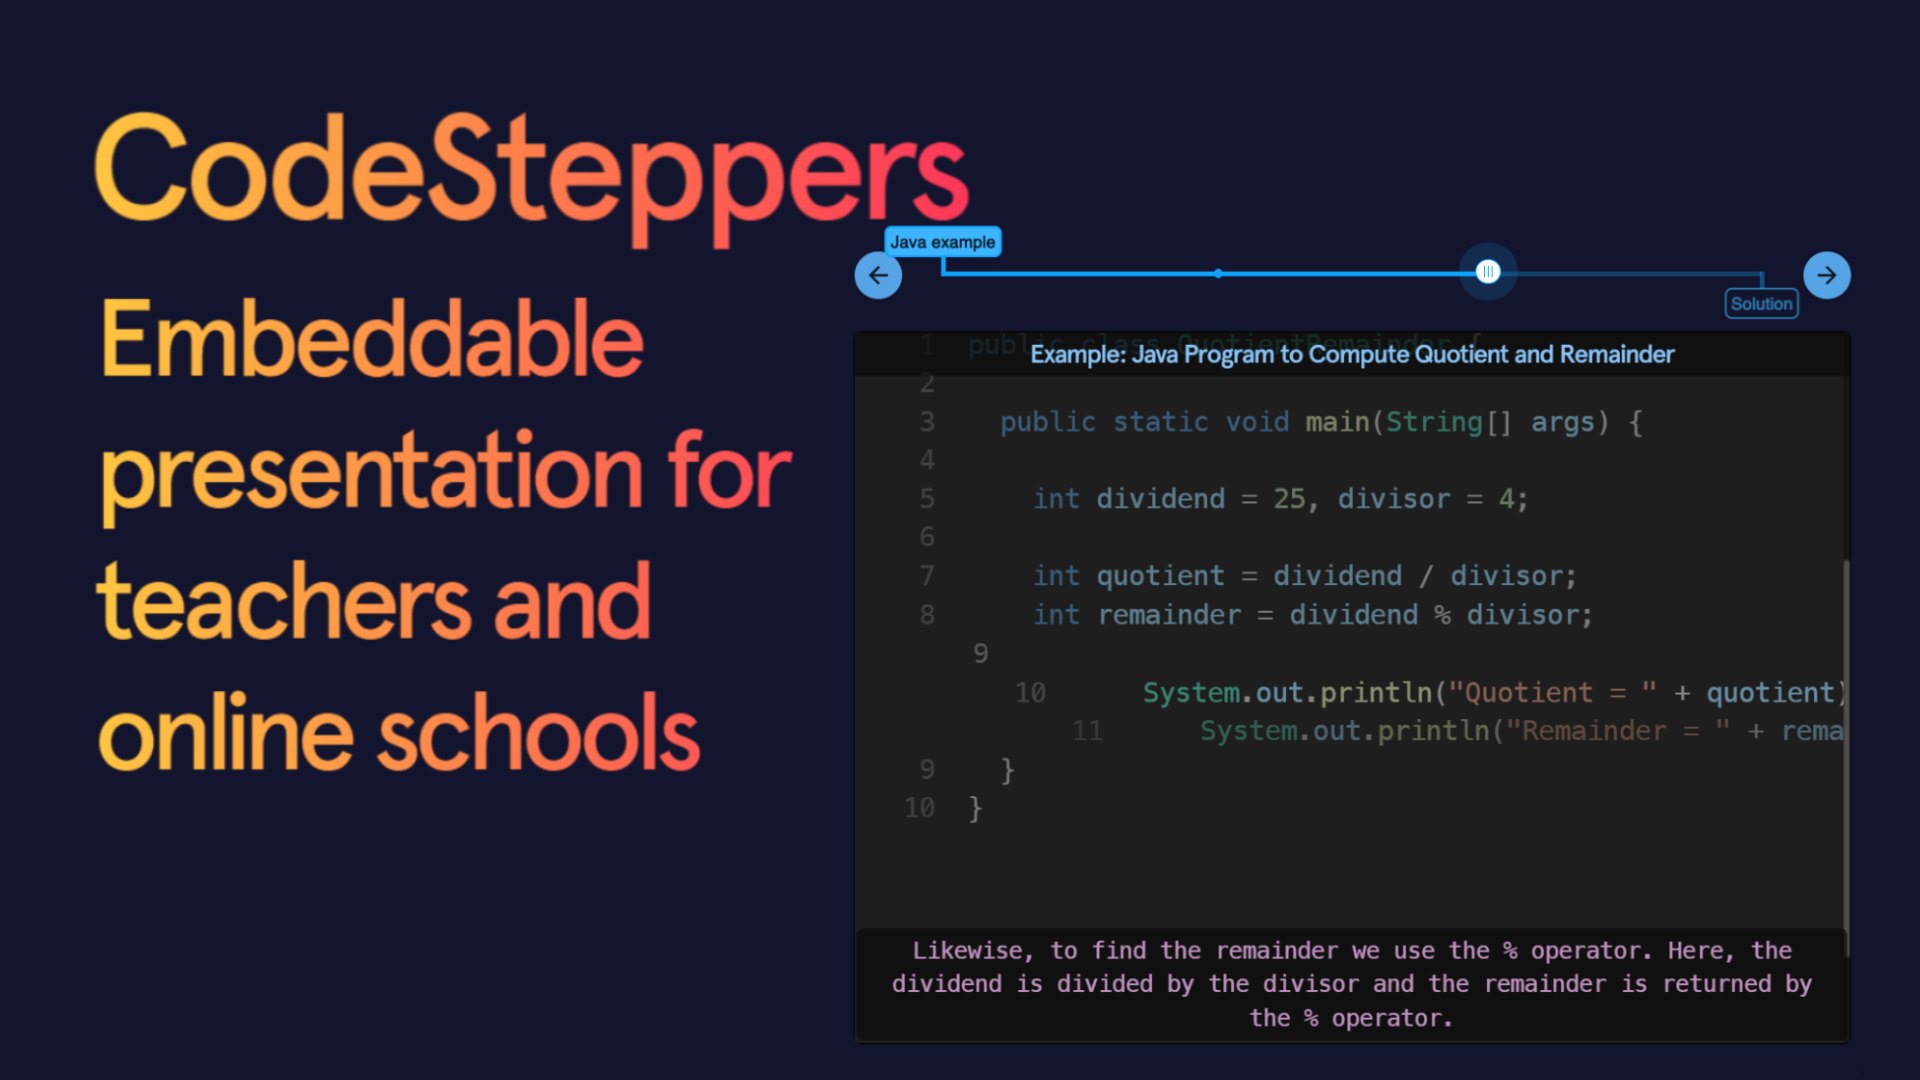 CodeSteppers
Embeddable
presentation for
teachers and
online schools
Java example
Solution
1 public class QuotientRemainder {
Example: Java Program to Compute Quotient and Remainder
2
3 public static void main(String[] args) {
4
5 int dividend = 25, divisor = 4;
6
7 int quotient = dividend / divisor;
8 int remainder = dividend % divisor;
9
10 System.out.println("Quotient = " + quotient)
11 System.out.println("Remainder = " + rema
9 }
10 }
Likewise, to find the remainder we use the % operator. Here, the
dividend is divided by the divisor and the remainder is returned by
the % operator.